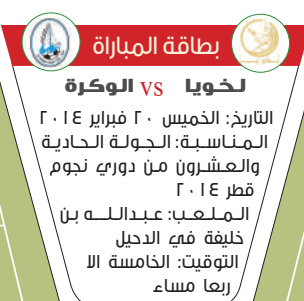 بطاقة المباراة
لخويا vs الوكرة
التاريخ: الخميس ٢٠ فبراير ٢٠١٤
المناسبة: الجولة الحادية
والعشرون من دوري نجوم
قطر ٢٠١٤
الملعب: عبدالله بن
خليفة في الدحيل
التوقيت: الخامسة الا
ربعا مساء